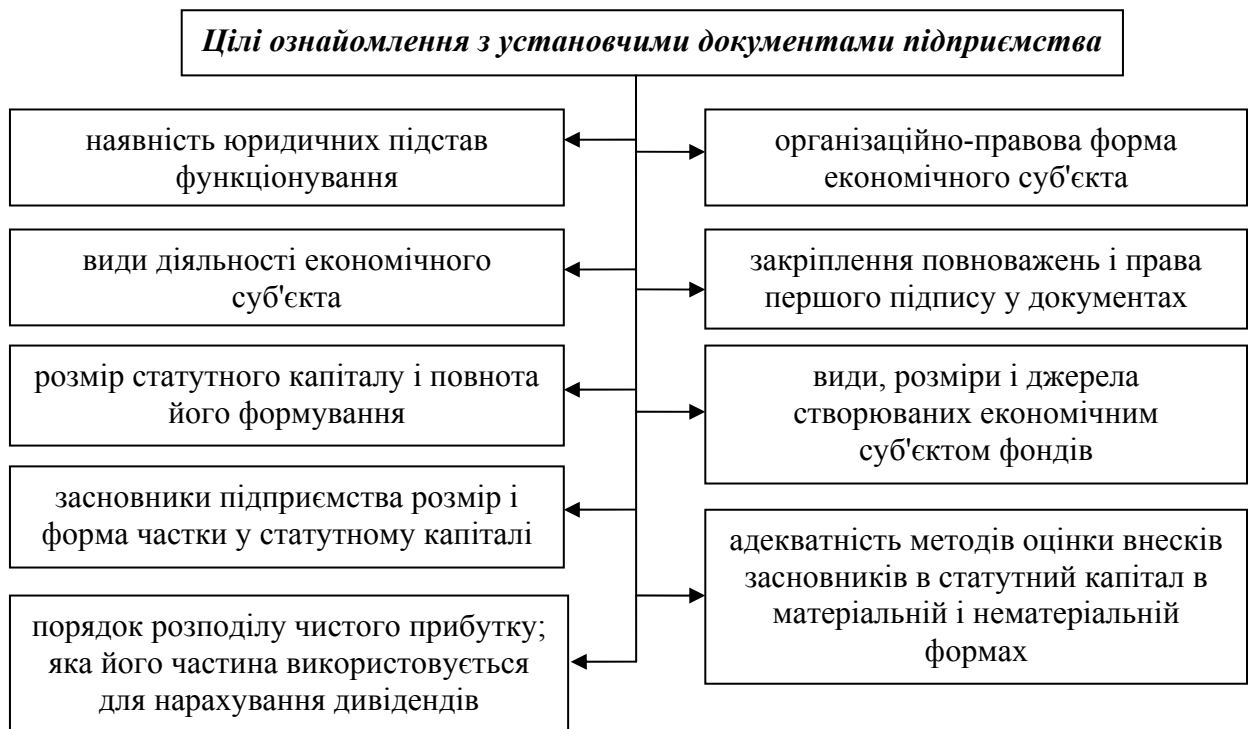 Цілі ознайомлення з установчими документами підприємства
наявність юридичних підстав
функціонування
організаційно-правова форма
економічного суб'єкта
види діяльності економічного
суб'єкта
закріплення повноважень і права
першого підпису у документах
розмір статутного капіталу і повнота
його формування
види, розміри і джерела
створюваних економічним
суб'єктом фондів
засновники підприємства розмір і
форма частки у статутному капіталі
адекватність методів оцінки внесків
засновників в статутний капітал в
матеріальній і нематеріальній
формах
порядок розподілу чистого прибутку;
яка його частина використовується
для нарахування дивідендів